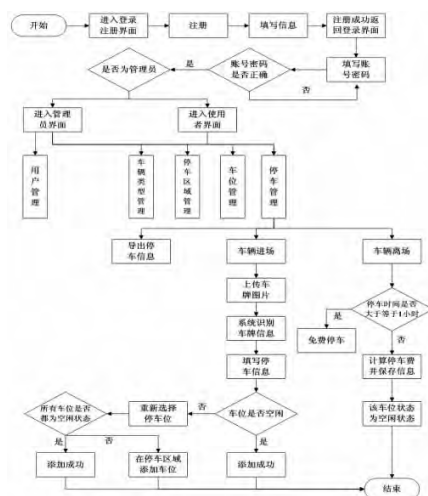 开始
进入登录
注册界面
注册
填写信息
注册成功返
回登录界面
是否为管理员
是
账号密码
是否正确
否
填写账
号密码
进入管理
员界面
进入使用
者界面
用户管理
车辆类型管理
停车区域管理
车位管理
停车管理
导出停
车信息
车辆进场
车辆离场
上传车
牌图片
停车时间是否
大于等于1小时
是
否
系统识别
车牌信息
免费停车
填写停
车信息
计算停车费
并保存信息
所有车位是否
都为空闲状态
重新选择
停车位
否
车位是否空闲
该车位状态
为空闲状态
是
否
是
添加成功
在停车区域
添加车位
添加成功
结束